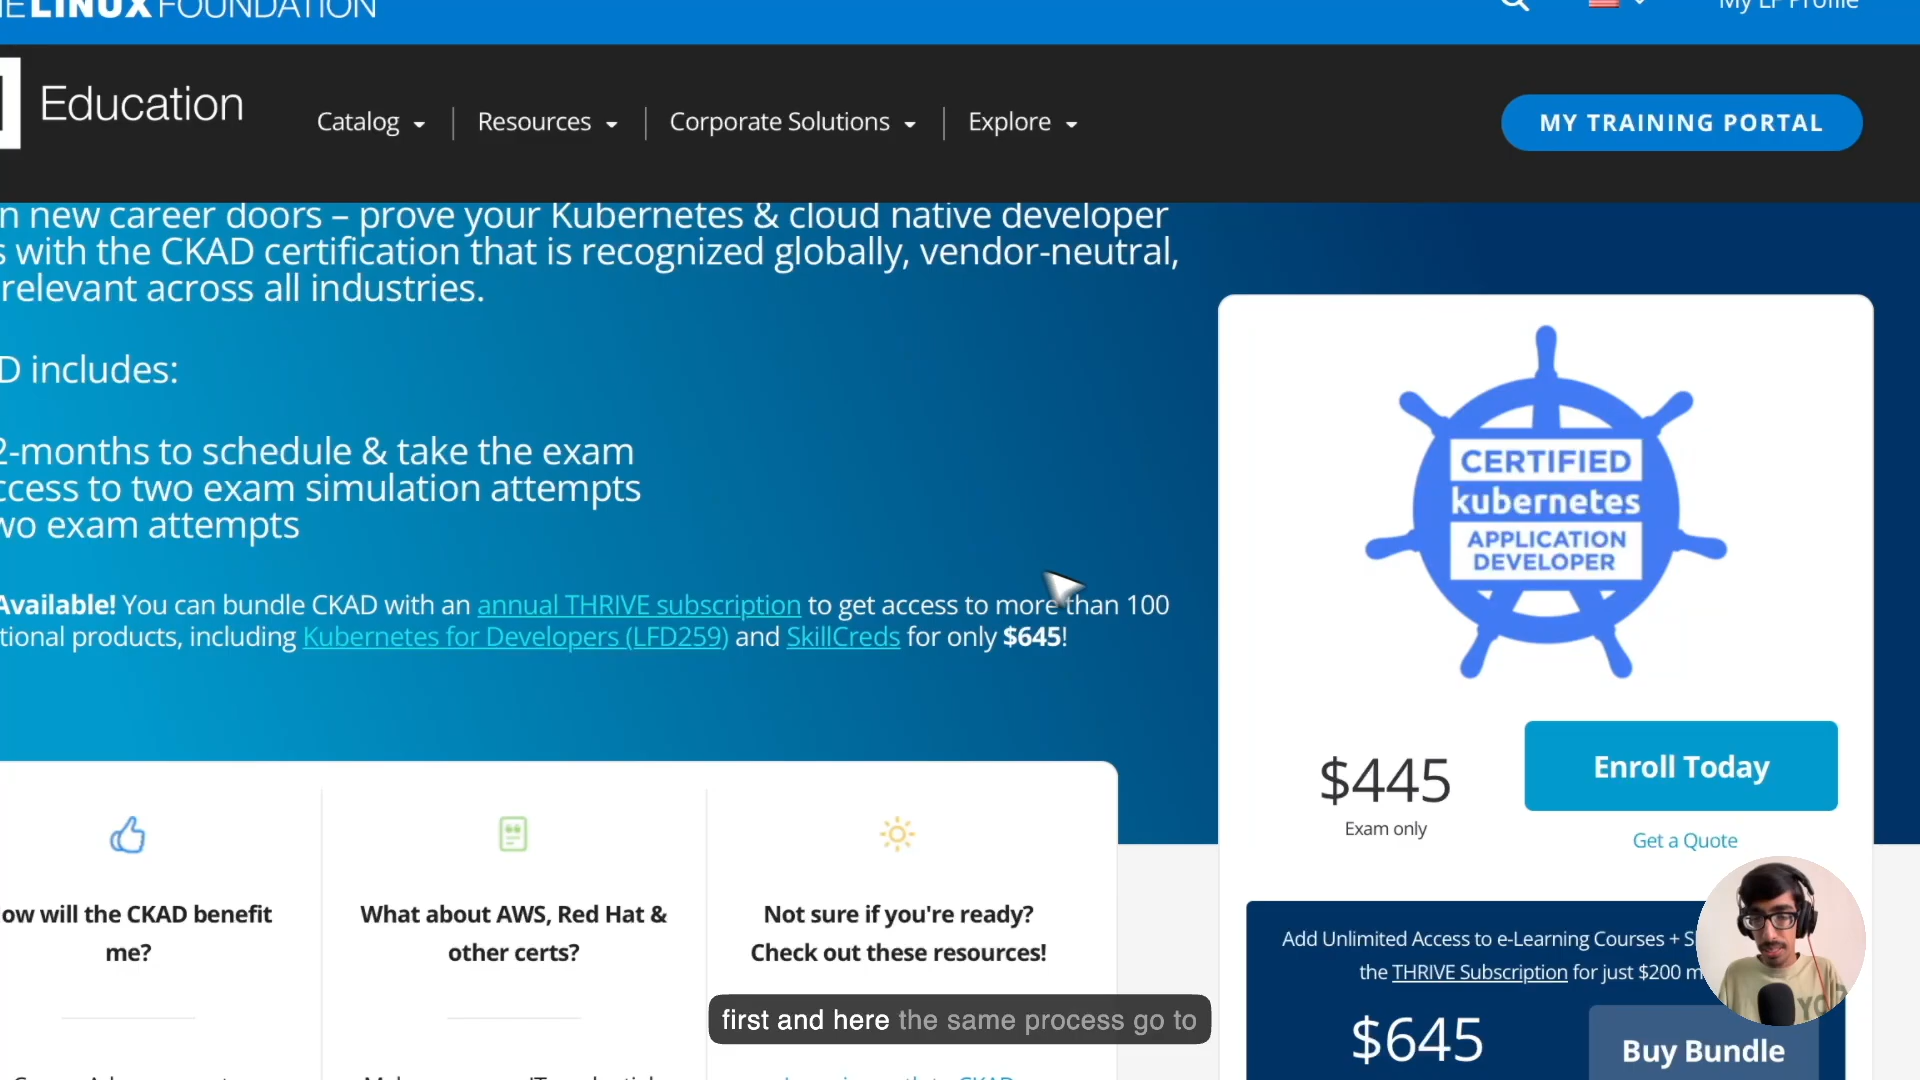 LINUX FOUNDATION
My LF Profile
Education
Catalog
Resources
Corporate Solutions
Explore
MY TRAINING PORTAL
n new career doors – prove your Kubernetes & cloud native developer
s with the CKAD certification that is recognized globally, vendor-neutral,
relevant across all industries.
D includes:
2-months to schedule & take the exam
ccess to two exam simulation attempts
wo exam attempts
Available! You can bundle CKAD with an annual THRIVE subscription to get access to more than 100
tional products, including Kubernetes for Developers (LFD259) and SkillCreds for only $645!
CERTIFIED
kubernetes
APPLICATION
DEVELOPER
$445
Exam only
Enroll Today
Get a Quote
ow will the CKAD benefit
me?
What about AWS, Red Hat &
other certs?
Not sure if you're ready?
Check out these resources!
Add Unlimited Access to e-Learning Courses + S
the THRIVE Subscription for just $200 m
$645
Buy Bundle
first and here the same process go to